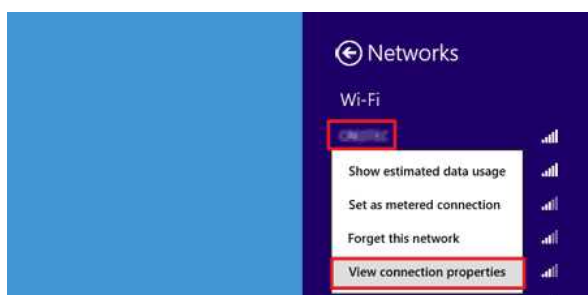 Networks
Wi-Fi
Show estimated data usage
Set as metered connection
Forget this network
View connection properties